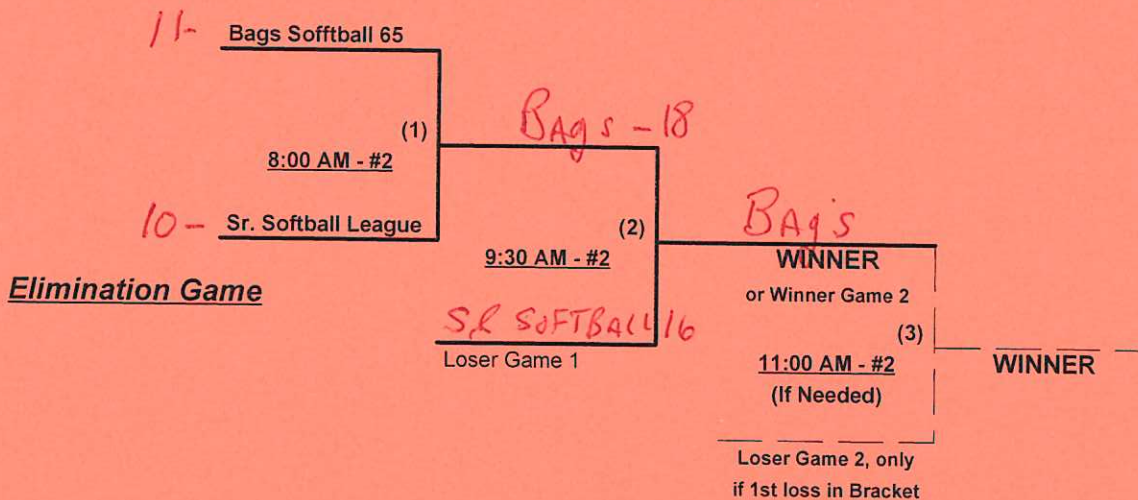 11- Bags Sofftball 65
(1)
8:00 AM - #2
Bags - 18
10 - Sr. Softball League
(2)
9:30 AM - #2
Bag's
WINNER
or Winner Game 2
Elimination Game
SR SOFTBALL 16
Loser Game 1
(3)
11:00 AM - #2
(If Needed)
WINNER
Loser Game 2, only
if 1st loss in Bracket